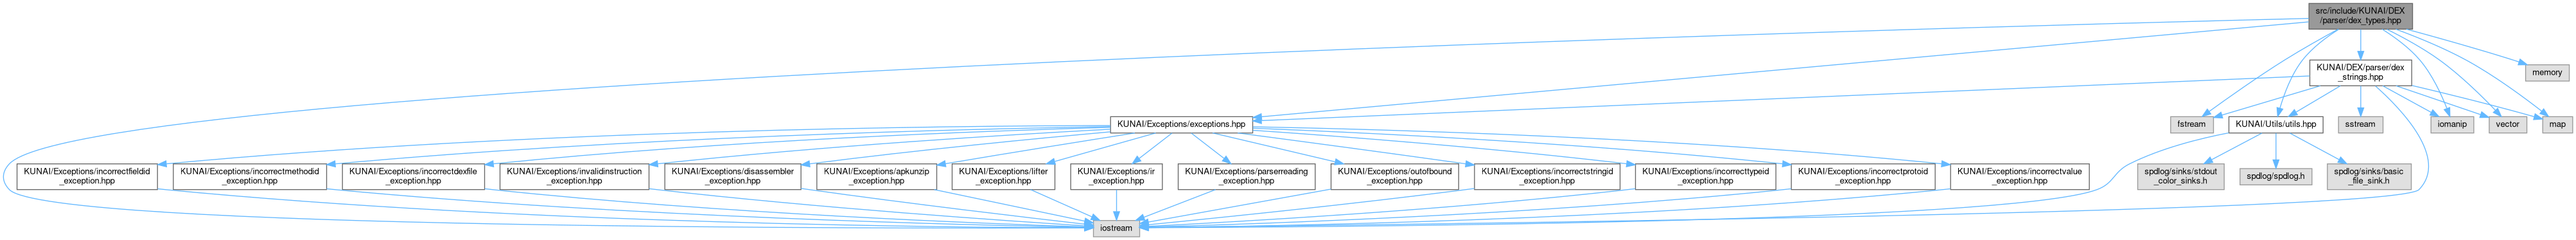 src/include/KUNAI/DEX
/parser/dex_types.hpp
KUNAI/DEX/parser/dex
_strings.hpp
memory
KUNAI/Exceptions/exceptions.hpp
fstream
KUNAI/Utils/utils.hpp
sstream
iomanip
vector
map
KUNAI/Exceptions/incorrectfieldid
_exception.hpp
KUNAI/Exceptions/incorrectmethodid
_exception.hpp
KUNAI/Exceptions/incorrectdexfile
_exception.hpp
KUNAI/Exceptions/invalidinstruction
_exception.hpp
KUNAI/Exceptions/disassembler
_exception.hpp
KUNAI/Exceptions/apkunzip
_exception.hpp
KUNAI/Exceptions/lifter
_exception.hpp
KUNAI/Exceptions/ir
_exception.hpp
KUNAI/Exceptions/parserreading
_exception.hpp
KUNAI/Exceptions/outofbound
_exception.hpp
KUNAI/Exceptions/incorrectstringid
_exception.hpp
KUNAI/Exceptions/incorrecttypeid
_exception.hpp
KUNAI/Exceptions/incorrectprotoid
_exception.hpp
KUNAI/Exceptions/incorrectvalue
_exception.hpp
spdlog/sinks/stdout
_color_sinks.h
spdlog/spdlog.h
spdlog/sinks/basic
_file_sink.h
iostream